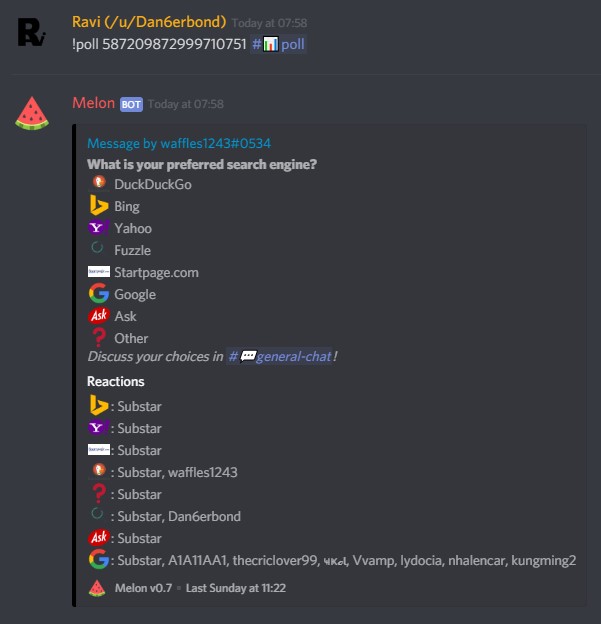 Ravi (/u/Dan6erbond) Today at 07:58
!poll 587209872999710751 #📊 poll
Melon BOT Today at 07:58
Message by waffles1243#0534
What is your preferred search engine?
DuckDuckGo
Bing
Yahoo
Fuzzle
Startpage.com
Google
Ask Ask
Other
Discuss your choices in #💬general-chat!
Reactions
: Substar
: Substar
: Substar
: Substar, waffles1243
: Substar
: Substar, Dan6erbond
Ask : Substar
: Substar, A1A11AA1, thecriclover99, Vvamp, lydocia, nhalencar, kungming2
Melon v0.7 • Last Sunday at 11:22